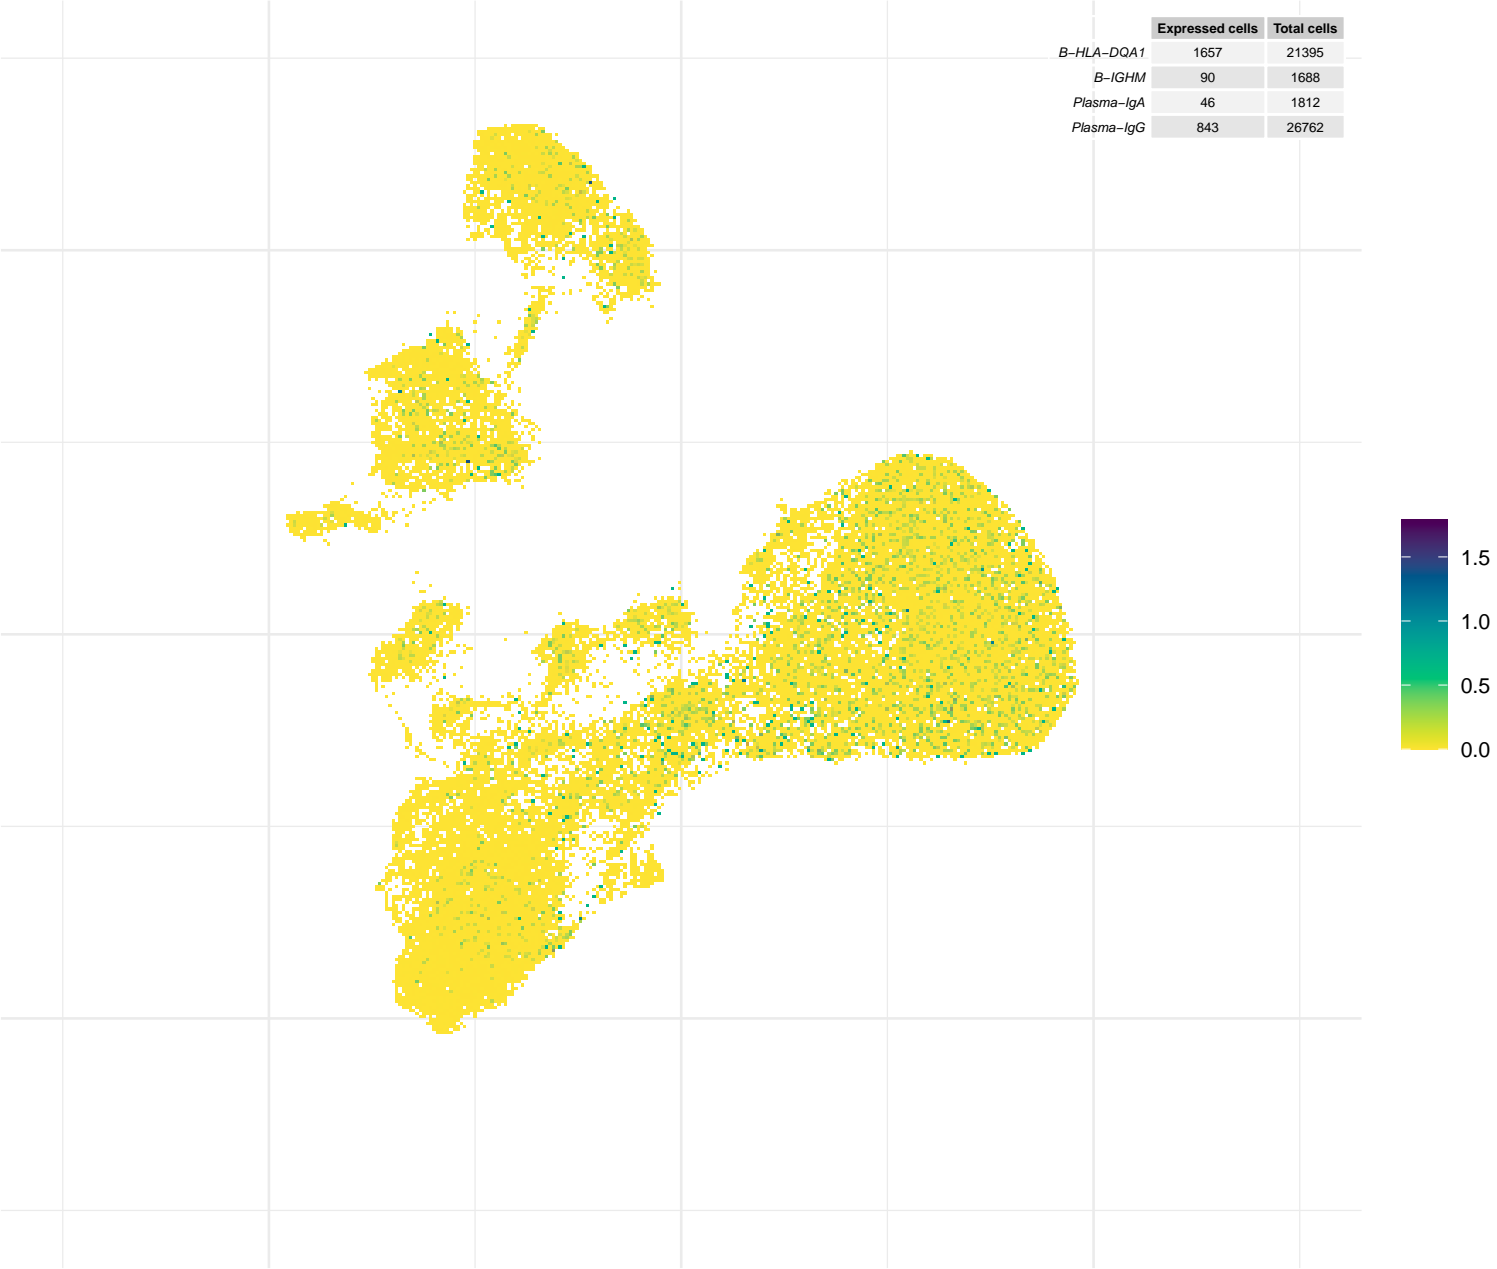 Expressed cells Total cells
B−HLA−DQA1 1657 21395
B−IGHM 90 1688
Plasma−IgA 46 1812
Plasma−IgG 843 26762
1.5
1.0
0.5
0.0